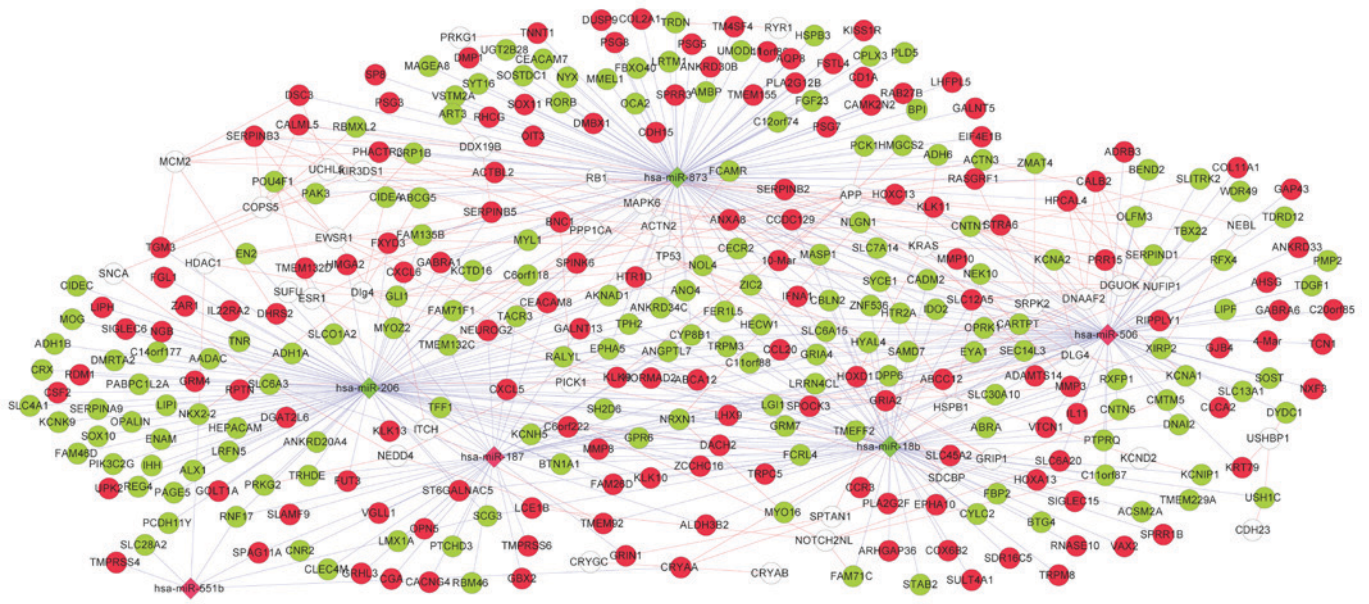 DUSP9
COL2A1
TRDN
TM4SF4
RYR1
PRKG1
TNNT1
UGT2B28
DMP1
CEACAM7
PSG8
LRTM1
PSG5
UMODL1
HSPB3
KISS1R
AQP8
MAGEA8
SP8
SYT16
SOSTDC1
NYX
FBXO40
MMEL1
ANKRD30B
PLA2G12B
FSTL4
CPLX3
PLD5
CD1A
LHFPL5
VSTM2A
DSC3
PSG3
ART3
SOX11
RORB
OCA2
SPRR3
AMBP
TMEM155
FGF23
CAMK2N2
RAB27B
BPI
GALNT5
SERPINB3
CALML5
RBMXL2
RHCG
OIT3
DMBX1
CDH15
C12orf74
PSG7
EIF4E1B
MCM2
PHACTR3
UCHL5
KIR3DS1
LRP1B
DDX19B
ACTBL2
RB1
hsa-miR-873
FCAMR
PCK1
HMGCS2
ADH6
ACTN3
ZMAT4
ADRB3
BEND2
COL11A1
POU4F1
PAK3
CIDEA
ABCG5
MAPK6
SERPINB2
APP
HOXC13
RASGRF1
CALB2
SLITRK2
WDR49
GAP43
COPS5
SERPINB5
BNC1
PPP1CA
ACTN2
ANXA8
CCDC129
NLGN1
KLK11
CNTN1
STRA6
HPCAL4
OLFM3
TBX22
NEBL
TDRD12
TGM3
EN2
EWSR1
FXYD3
FAM135B
MYL1
TP53
CECR2
MASP1
SLC7A14
KRAS
MMP10
KCNA2
PRR15
SERPIND1
RFX4
ANKRD33
PMP2
SNCA
HDAC1
FGL1
TMEM132D
HMGA2
CXCL6
GABRA1
KCTD16
C6orf118
SPINK6
NOL4
10-Mar
SYCE1
CADM2
NEK10
DGUOK
NUFIP1
CIDEC
SUFU
ESR1
Dlg4
GLI1
HTR1D
ANO4
ZIC2
IFNA1
CBLN2
ZNF536
IDO2
SLC12A5
SRPK2
DNAAF2
AHSG
TDGF1
MOG
LIPH
ZAR1
IL22RA2
DHRS2
SLCO1A2
MYOZ2
FAM71F1
TACR3
CEACAM8
AKNAD1
ANKRD34C
FER1L5
HTR2A
OPRK1
CARTPT
hsa-miR-506
RIPPLY1
LIPF
GABRA6
C20orf85
SIGLEC6
NGB
TNR
NEUROG2
GALNT13
TPH2
CYP8B1
HECW1
SLC6A15
HYAL4
ADH1B
C14orf177
ADH1A
TMEM132C
RALYL
EPHA5
ANGPTL7
TRPM3
CCL20
GRIA4
SAMD7
EYA1
SEC14L3
DLG4
XIRP2
GJB4
4-Mar
TCN1
CRX
DMRTA2
AADAC
C11orf88
PDM1
GRM4
SLC6A3
hsa-miR-206
CXCL5
PICK1
KLK9
HORMAD2
ABCA12
LRRN4CL
HOXD1
DPP6
ABCC12
ADAMTS14
RXFP1
KCNA1
SOST
CSF2
PABPC1L2A
RPTN
GRIA2
SLC30A10
MMP3
SLC13A1
NXF3
SLC4A1
SERPINA9
LIPI
NKX2-2
DGAT2L6
TFF1
SH2D6
NRXN1
LHX9
LGI1
SPOCK3
HSPB1
IL11
CNTN5
CMTM5
CLCA2
DYDC1
KCNK9
OPALIN
HEPACAM
KLK13
ITCH
C6orf222
GRM7
TMEFF2
ABRA
VTCN1
DNAI2
SOX10
ENAM
LRFN5
ANKRD20A4
KCNH5
GPR6
DACH2
hsa-miR-18b
PTPRQ
USHBP1
FAM46D
IHH
NEDD4
hsa-miR-187
MMP8
FCRL4
SLC45A2
GRIP1
SLC6A20
KCND2
PIK3C2G
ALX1
TRHDE
BTN1A1
ZCCHC16
TRPC5
SDCBP
HOXA13
C11orf87
KCNIP1
KRT79
UPK2
REG4
PAGE5
GOLT1A
PRKG2
FUT3
ST6GALNAC5
FAM26D
KLK10
CCR3
FBP2
SIGLEC15
TMEM229A
USH1C
PCDH11Y
RNF17
SLAMF9
VGLL1
SCG3
LCE1B
MYO16
PLA2G2F
EPHA10
CYLC2
ACSM2A
OPN5
TMEM92
ALDH3B2
SPTAN1
BTG4
SPRR1B
SLC28A2
LMX1A
PTCHD3
NOTCH2NL
RNASE10
VAX2
CDH23
SPAG11A
CNR2
TMPRSS6
CRYGC
GRIN1
ARHGAP36
COX6B2
SDR16C5
TMPRSS4
CLEC4M
GRHL3
CGA
CACNG4
RBM46
GBX2
CRYAA
CRYAB
FAM71C
STAB2
SULT4A1
TRPM8
hsa-miR-551b